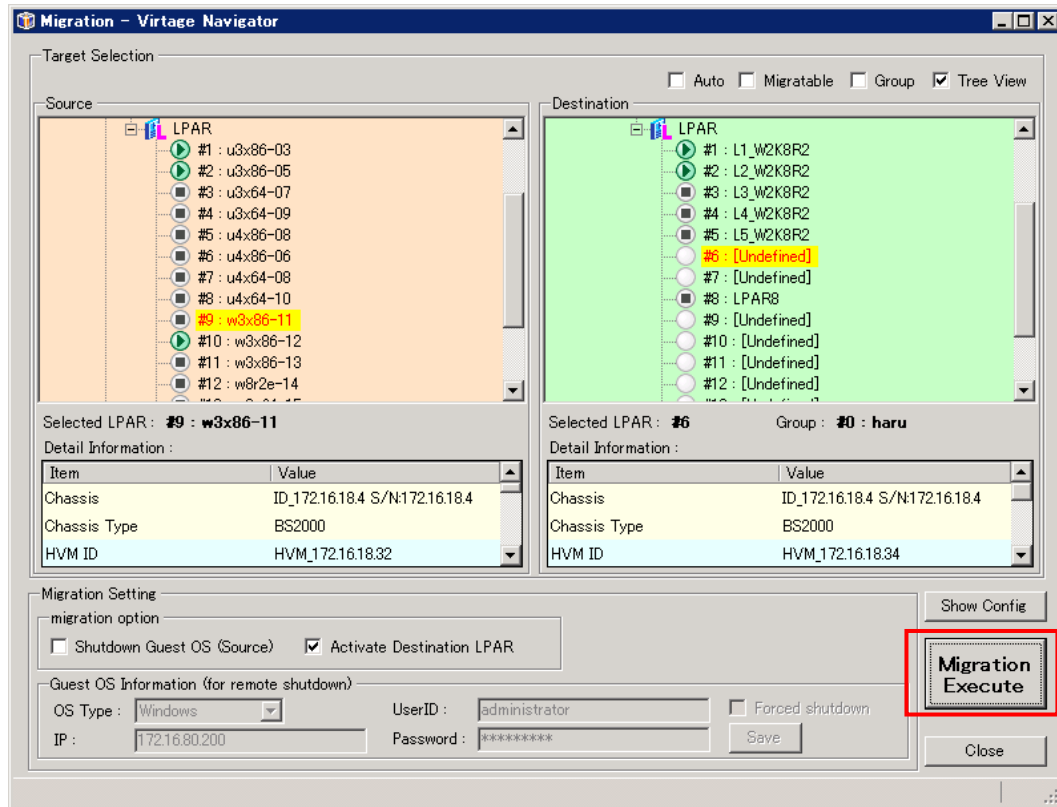 Migration - Virtage Navigator
Target Selection
Auto Migratable Group Tree View
Source
LPAR
#1 : u3x86-03
#2 : u3x86-05
#3 : u3x64-07
#4 : u3x64-09
#5 : u4x86-08
#6 : u4x86-06
#7 : u4x64-08
#8 : u4x64-10
#9 : w3x86-11
#10 : w3x86-12
#11 : w3x86-13
#12 : w8r2e-14
Selected LPAR : #9 : w3x86-11
Detail Information :
Item Value
Chassis ID_172.16.18.4 S/N:172.16.18.4
Chassis Type BS2000
HVM ID HVM_172.16.18.32
Destination
LPAR
#1 : L1_W2K8R2
#2 : L2_W2K8R2
#3 : L3_W2K8R2
#4 : L4_W2K8R2
#5 : L5_W2K8R2
#6 : [Undefined]
#7 : [Undefined]
#8 : LPAR8
#9 : [Undefined]
#10 : [Undefined]
#11 : [Undefined]
#12 : [Undefined]
Selected LPAR : #6 Group : #0 : haru
Detail Information :
Item Value
Chassis ID_172.16.18.4 S/N:172.16.18.4
Chassis Type BS2000
HVM ID HVM_172.16.18.34
Migration Setting
migration option
Shutdown Guest OS (Source) Activate Destination LPAR
Guest OS Information (for remote shutdown)
OS Type : Windows UserID : administrator Forced shutdown
IP : 172.16.80.200 Password : ********* Save
Show Config
Migration
Execute
Close